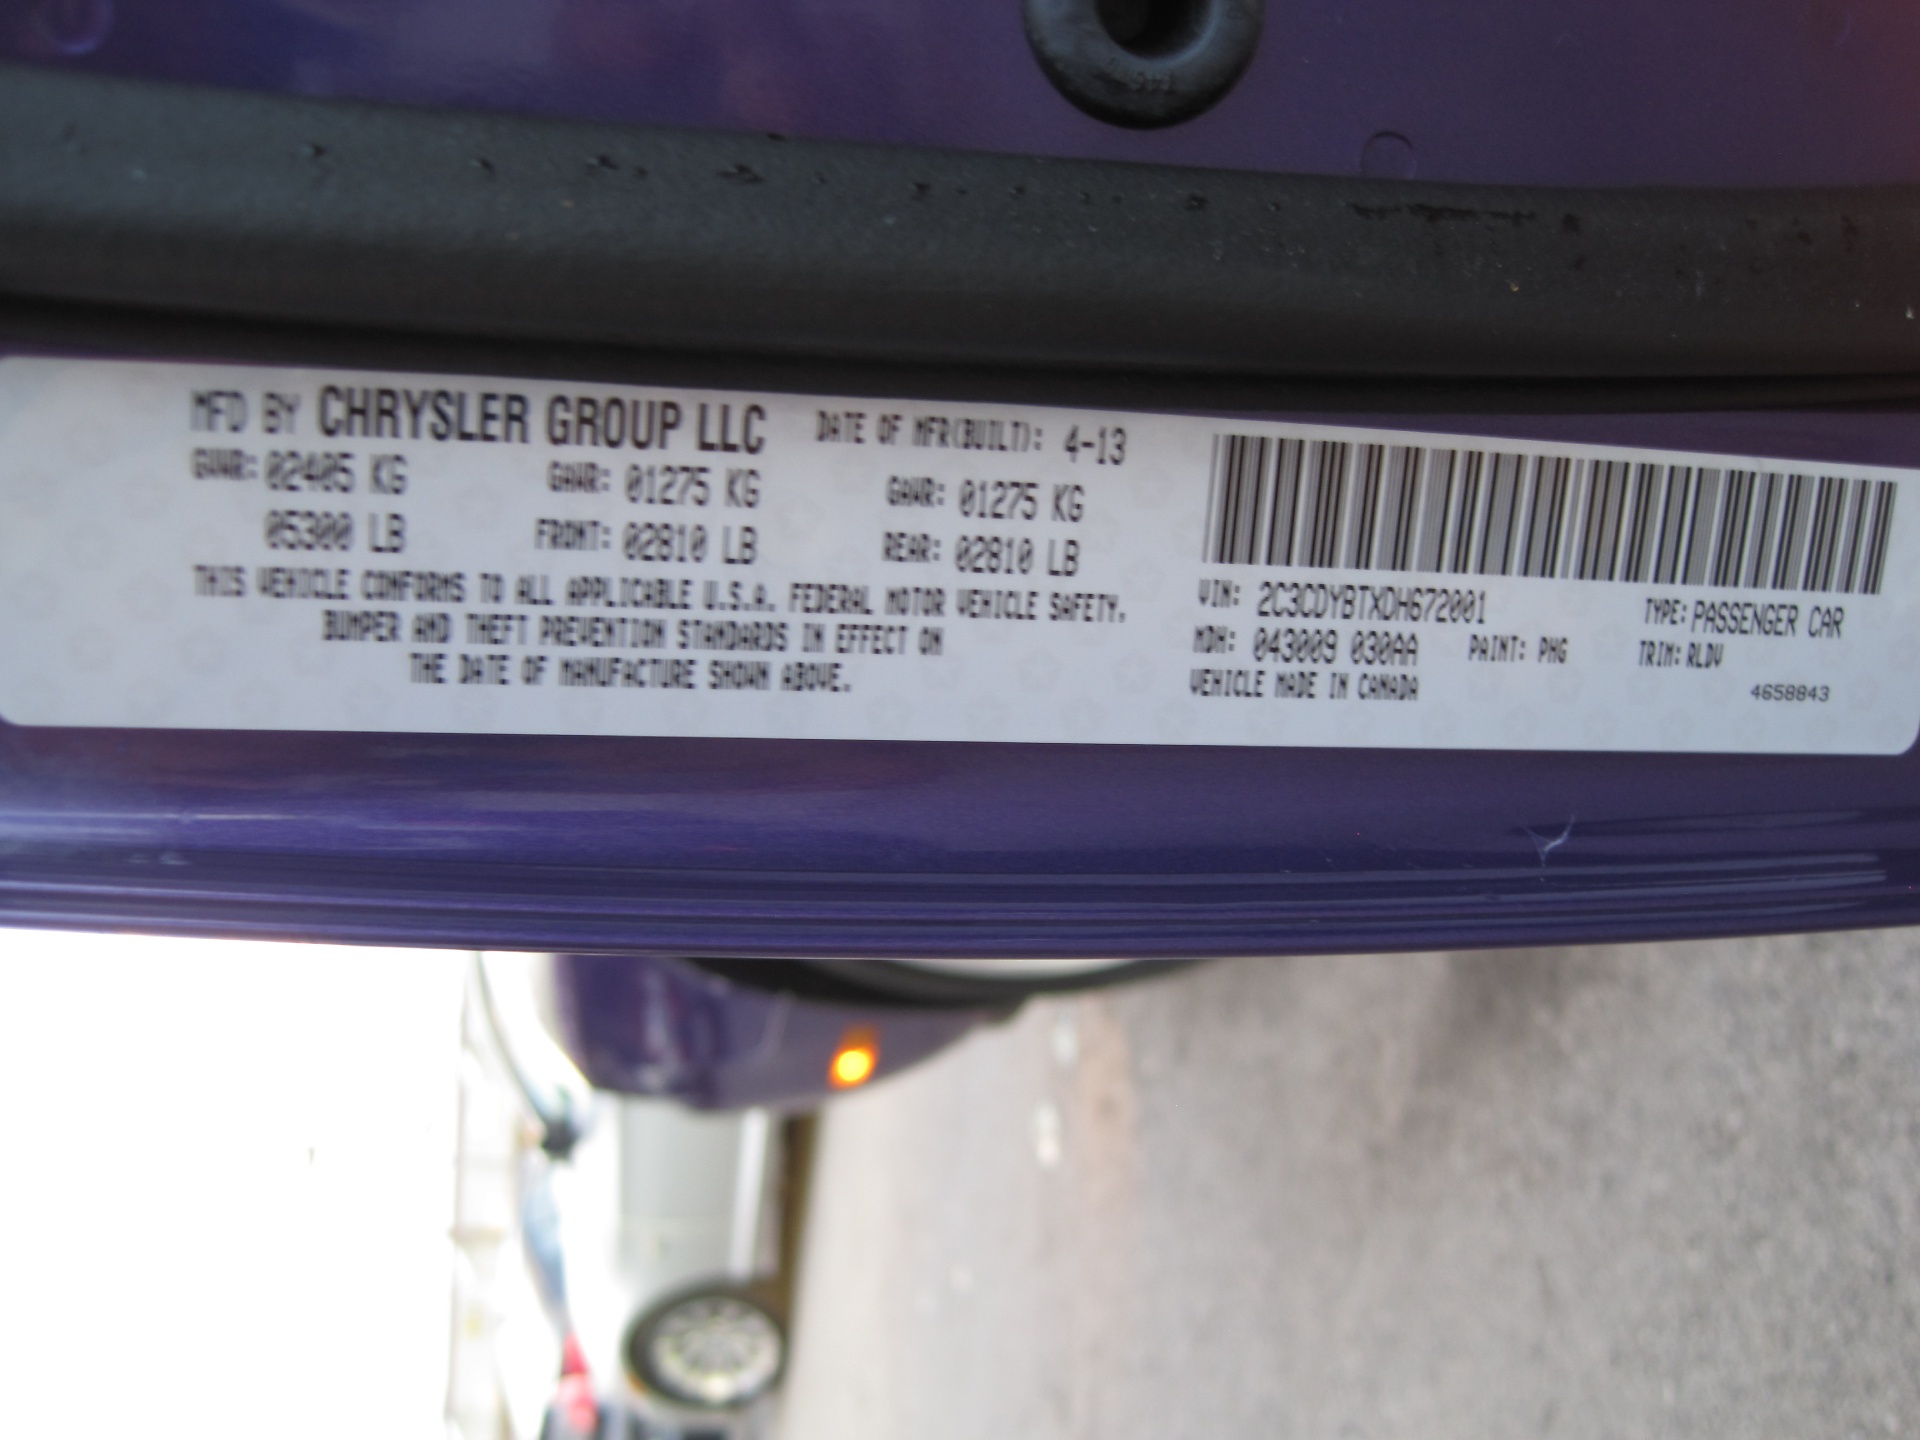 MFD BY CHRYSLER GROUP LLC DATE OF MFR(BUILT): 4-13
GVWR: 02405 KG GAWR: 01275 KG GAWR: 01275 KG
05300 LB FRONT: 02810 LB REAR: 02810 LB
THIS VEHICLE CONFORMS TO ALL APPLICABLE U.S.A. FEDERAL MOTOR VEHICLE SAFETY,
BUMPER AND THEFT PREVENTION STANDARDS IN EFFECT ON
THE DATE OF MANUFACTURE SHOWN ABOVE.
VIN: 2C3CDYBTXDH672001 TYPE: PASSENGER CAR
MDH: 043009 030AA PAINT: PHG TRIM: RLDV
VEHICLE MADE IN CANADA
4658843